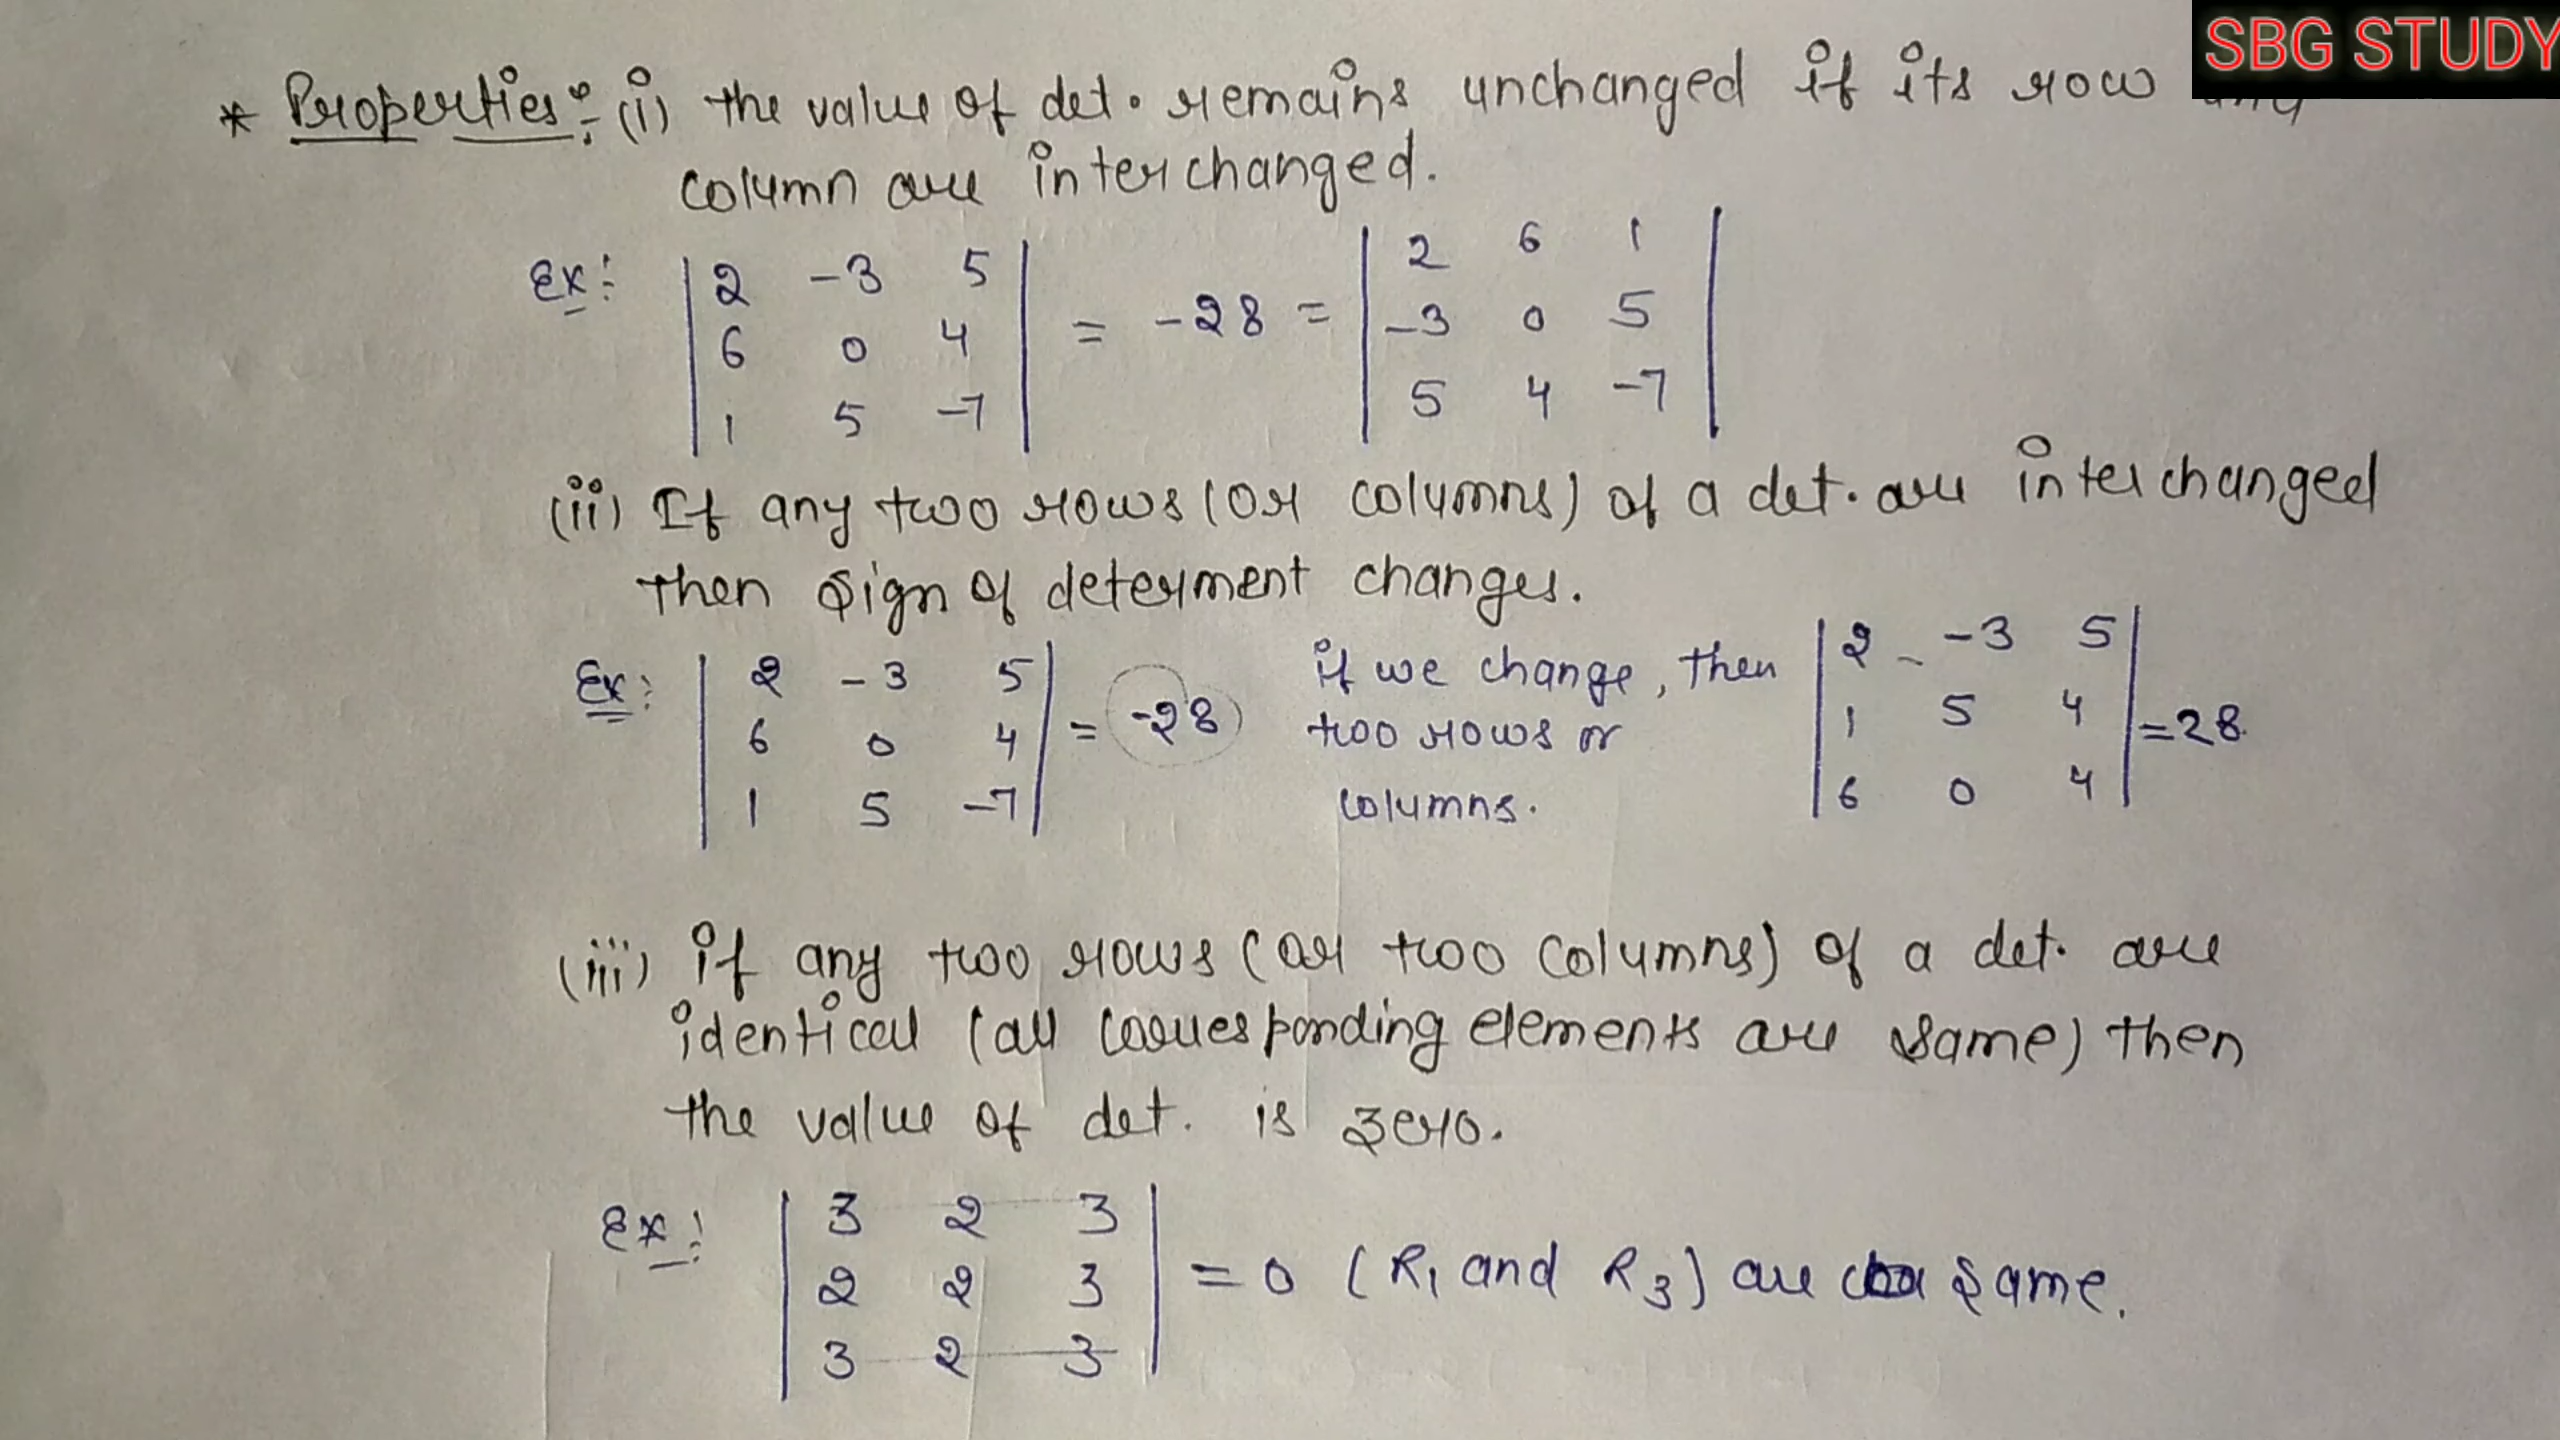 SBG STUDY
* Properties :- (i) the value of det. remains unchanged if its row and
column are interchanged.
Ex: | 2 -3 5 |
| 6 0 4 | = -28 =
| 1 5 -7 |
| 2 6 1 |
| -3 0 5 |
| 5 4 -7 |
(ii) If any two rows (or columns) of a det. are interchanged
then sign of determent changes.
Ex: | 2 -3 5 |
| 6 0 4 | = -28
| 1 5 -7 |
if we change, then
two rows or
columns.
| 2 -3 5 |
| 1 5 4 | = 28
| 6 0 4 |
(iii) if any two rows (or two columns) of a det. are
identical (all corresponding elements are same) then
the value of det. is zero.
Ex: | 3 2 3 |
| 2 2 3 | = 0 (R1 and R3) are same.
| 3 2 3 |